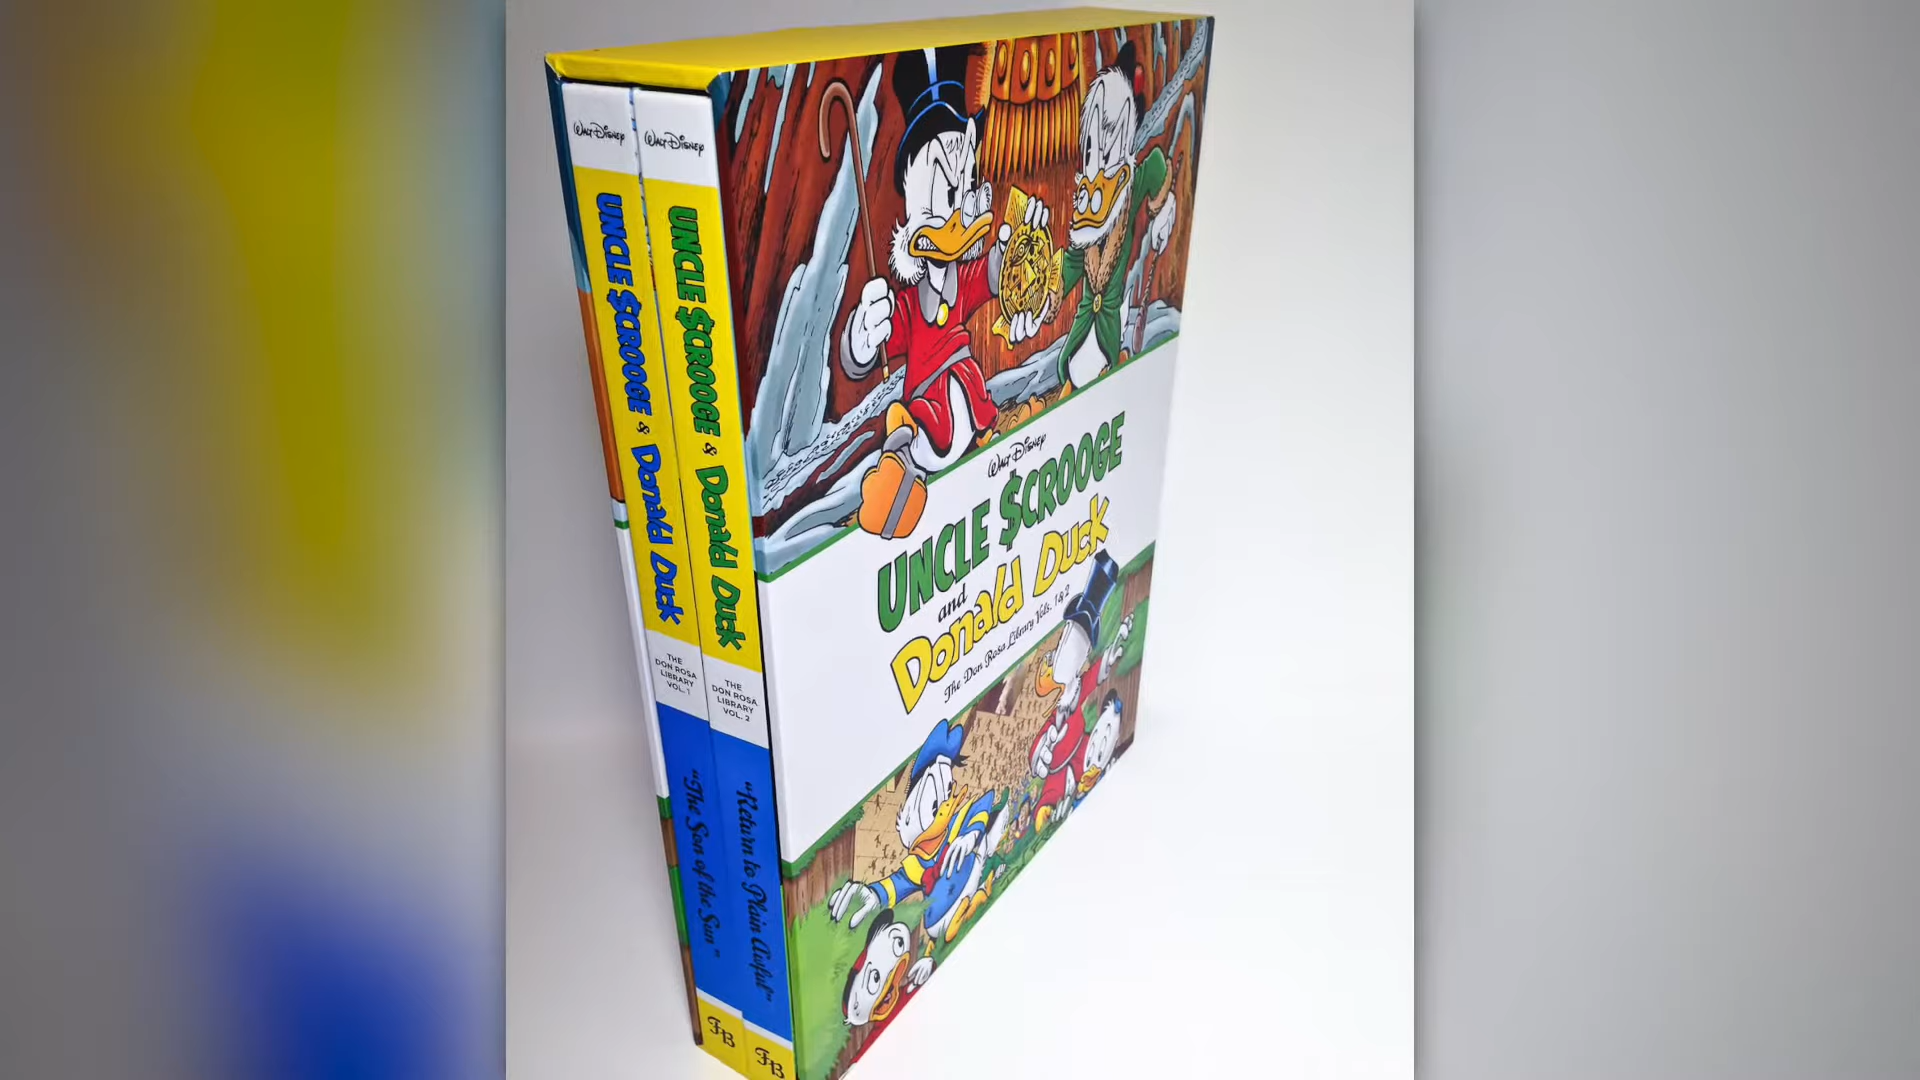 WALT DISNEY
UNCLE $CROOGE & Donald Duck
THE
DON ROSA
LIBRARY
VOL. 1
"The Son of the Sun"
FB
WALT DISNEY
UNCLE $CROOGE & Donald Duck
THE
DON ROSA
LIBRARY
VOL. 2
"Return to Plain Awful"
FB
WALT DISNEY
UNCLE $CROOGE
and
Donald Duck
The Don Rosa Library Vols. 1 & 2